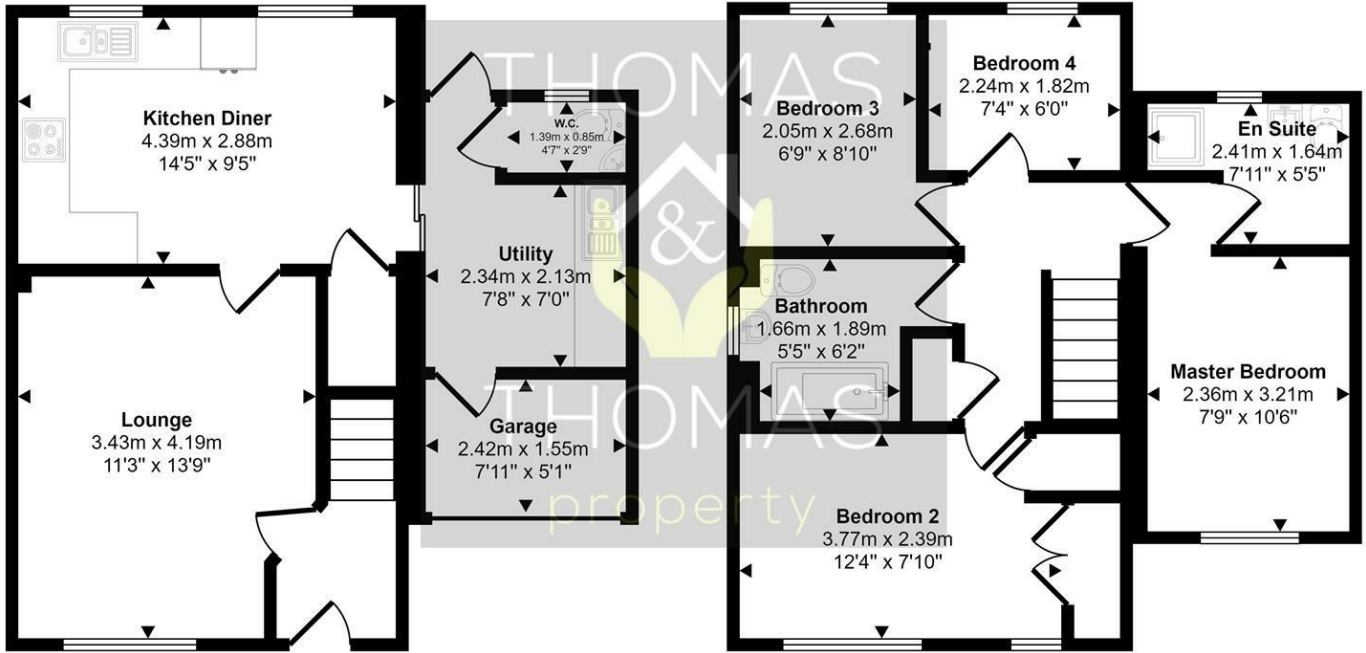 Kitchen Diner
4.39m x 2.88m
14'5" x 9'5"
W.C.
1.39m x 0.85m
4'7" x 2'9"
Utility
2.34m x 2.13m
7'8" x 7'0"
Lounge
3.43m x 4.19m
11'3" x 13'9"
Garage
2.42m x 1.55m
7'11" x 5'1"
Bedroom 3
2.05m x 2.68m
6'9" x 8'10"
Bedroom 4
2.24m x 1.82m
7'4" x 6'0"
En Suite
2.41m x 1.64m
7'11" x 5'5"
Bathroom
1.66m x 1.89m
5'5" x 6'2"
Master Bedroom
2.36m x 3.21m
7'9" x 10'6"
Bedroom 2
3.77m x 2.39m
12'4" x 7'10"
THOMAS
&
THOMAS
property